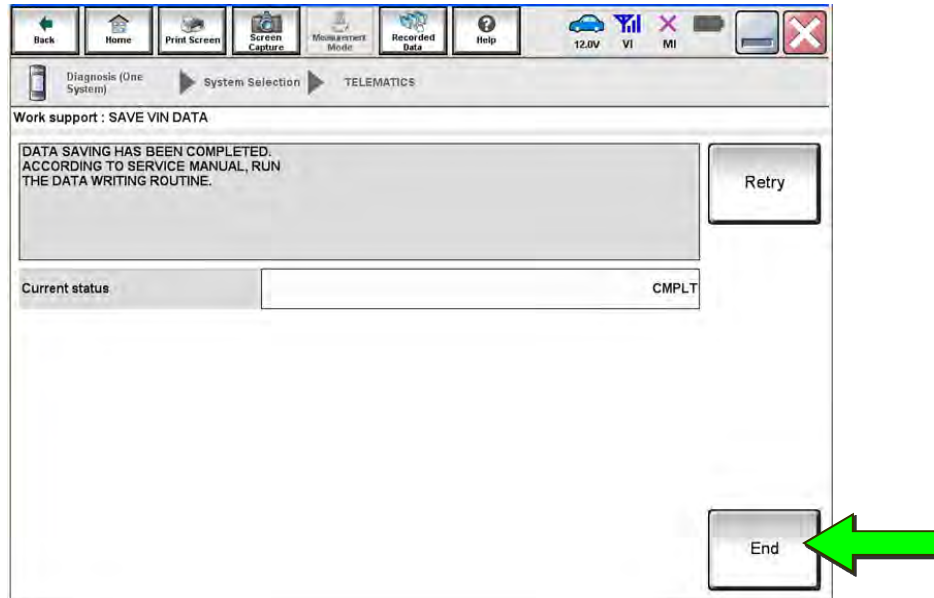 Back
Home
Print Screen
Screen
Capture
Measurement
Mode
Recorded
Data
Help
12.0V
VI
MI
Diagnosis (One
System)
System Selection
TELEMATICS
Work support : SAVE VIN DATA
DATA SAVING HAS BEEN COMPLETED.
ACCORDING TO SERVICE MANUAL, RUN
THE DATA WRITING ROUTINE.
Retry
Current status
CMPLT
End